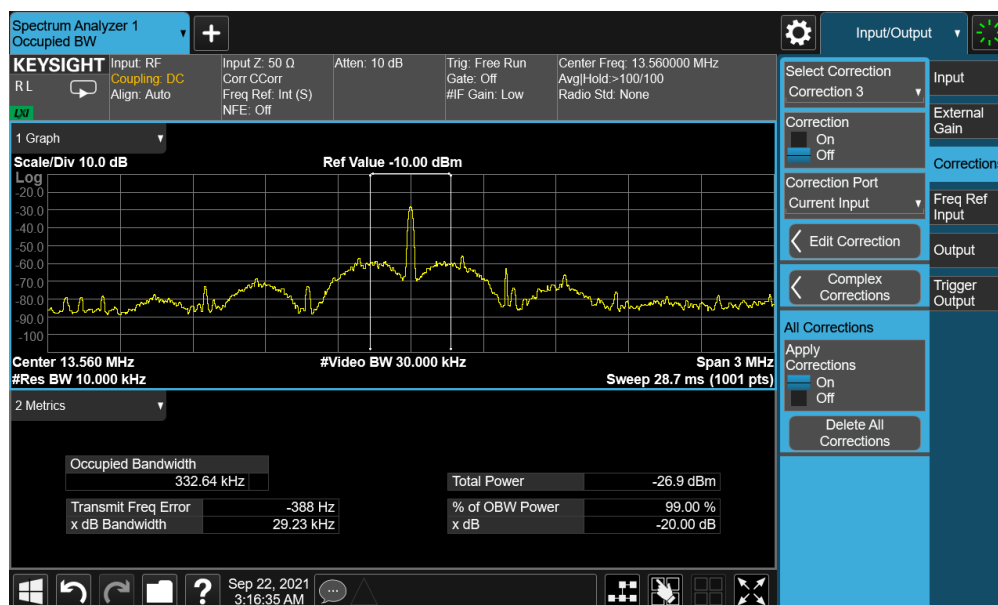 Spectrum Analyzer 1
Occupied BW
+
Input/Output
KEYSIGHT
R L
LXI
Input: RF
Coupling: DC
Align: Auto
Input Z: 50 Ω
Corr CCorr
Freq Ref: Int (S)
NFE: Off
Atten: 10 dB
Trig: Free Run
Gate: Off
#IF Gain: Low
Center Freq: 13.560000 MHz
Avg|Hold:>100/100
Radio Std: None
1 Graph
Scale/Div 10.0 dB
Ref Value -10.00 dBm
Log
-20.0
-30.0
-40.0
-50.0
-60.0
-70.0
-80.0
-90.0
-100
Center 13.560 MHz
#Video BW 30.000 kHz
Span 3 MHz
#Res BW 10.000 kHz
Sweep 28.7 ms (1001 pts)
2 Metrics
Occupied Bandwidth
332.64 kHz
Total Power -26.9 dBm
Transmit Freq Error -388 Hz
% of OBW Power 99.00 %
x dB Bandwidth 29.23 kHz
x dB -20.00 dB
Select Correction
Correction 3
Correction
On
Off
Correction Port
Current Input
Edit Correction
Complex
Corrections
All Corrections
Apply
Corrections
On
Off
Delete All
Corrections
Input
External
Gain
Corrections
Freq Ref
Input
Output
Trigger
Output
?
Sep 22, 2021
3:16:35 AM